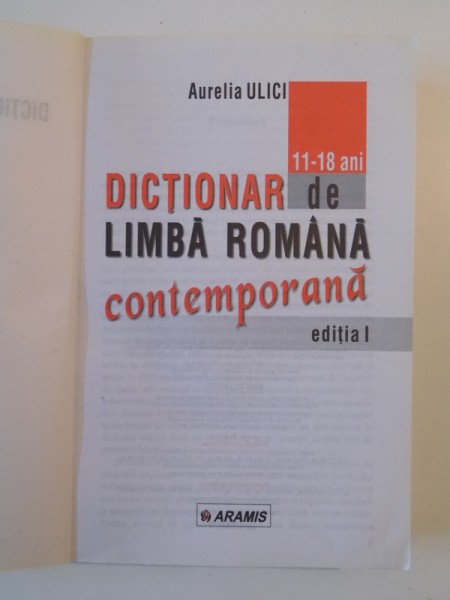 Aurelia ULICI
11-18 ani
DICȚIONAR de
LIMBĂ ROMÂNĂ
contemporană
ediția I
ARAMIS